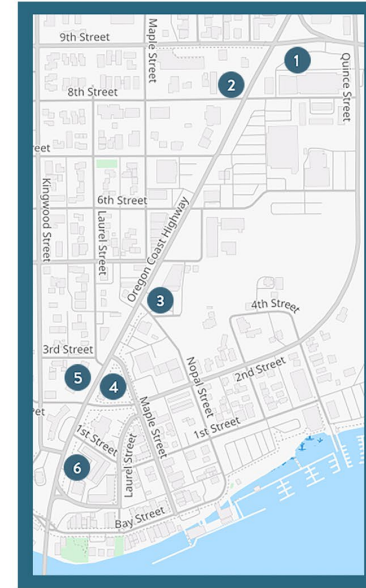 9th Street
Maple Street
1
Quince Street
2
8th Street
reet
Kingwood Street
6th Street
Laurel Street
Oregon Coast Highway
3
4th Street
3rd Street
2nd Street
5
4
Nopal Street
Pet
Maple Street
1st Street
1st Street
6
Laurel Street
Bay Street